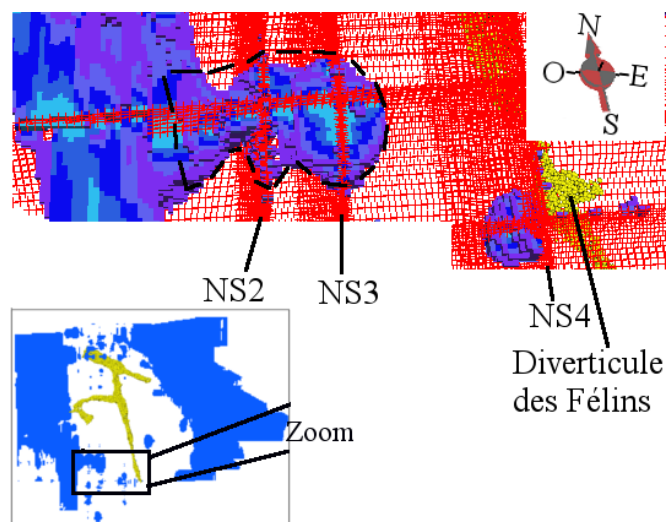 N
O E
S
NS2 NS3
NS4
Diverticule
des Félins
Zoom